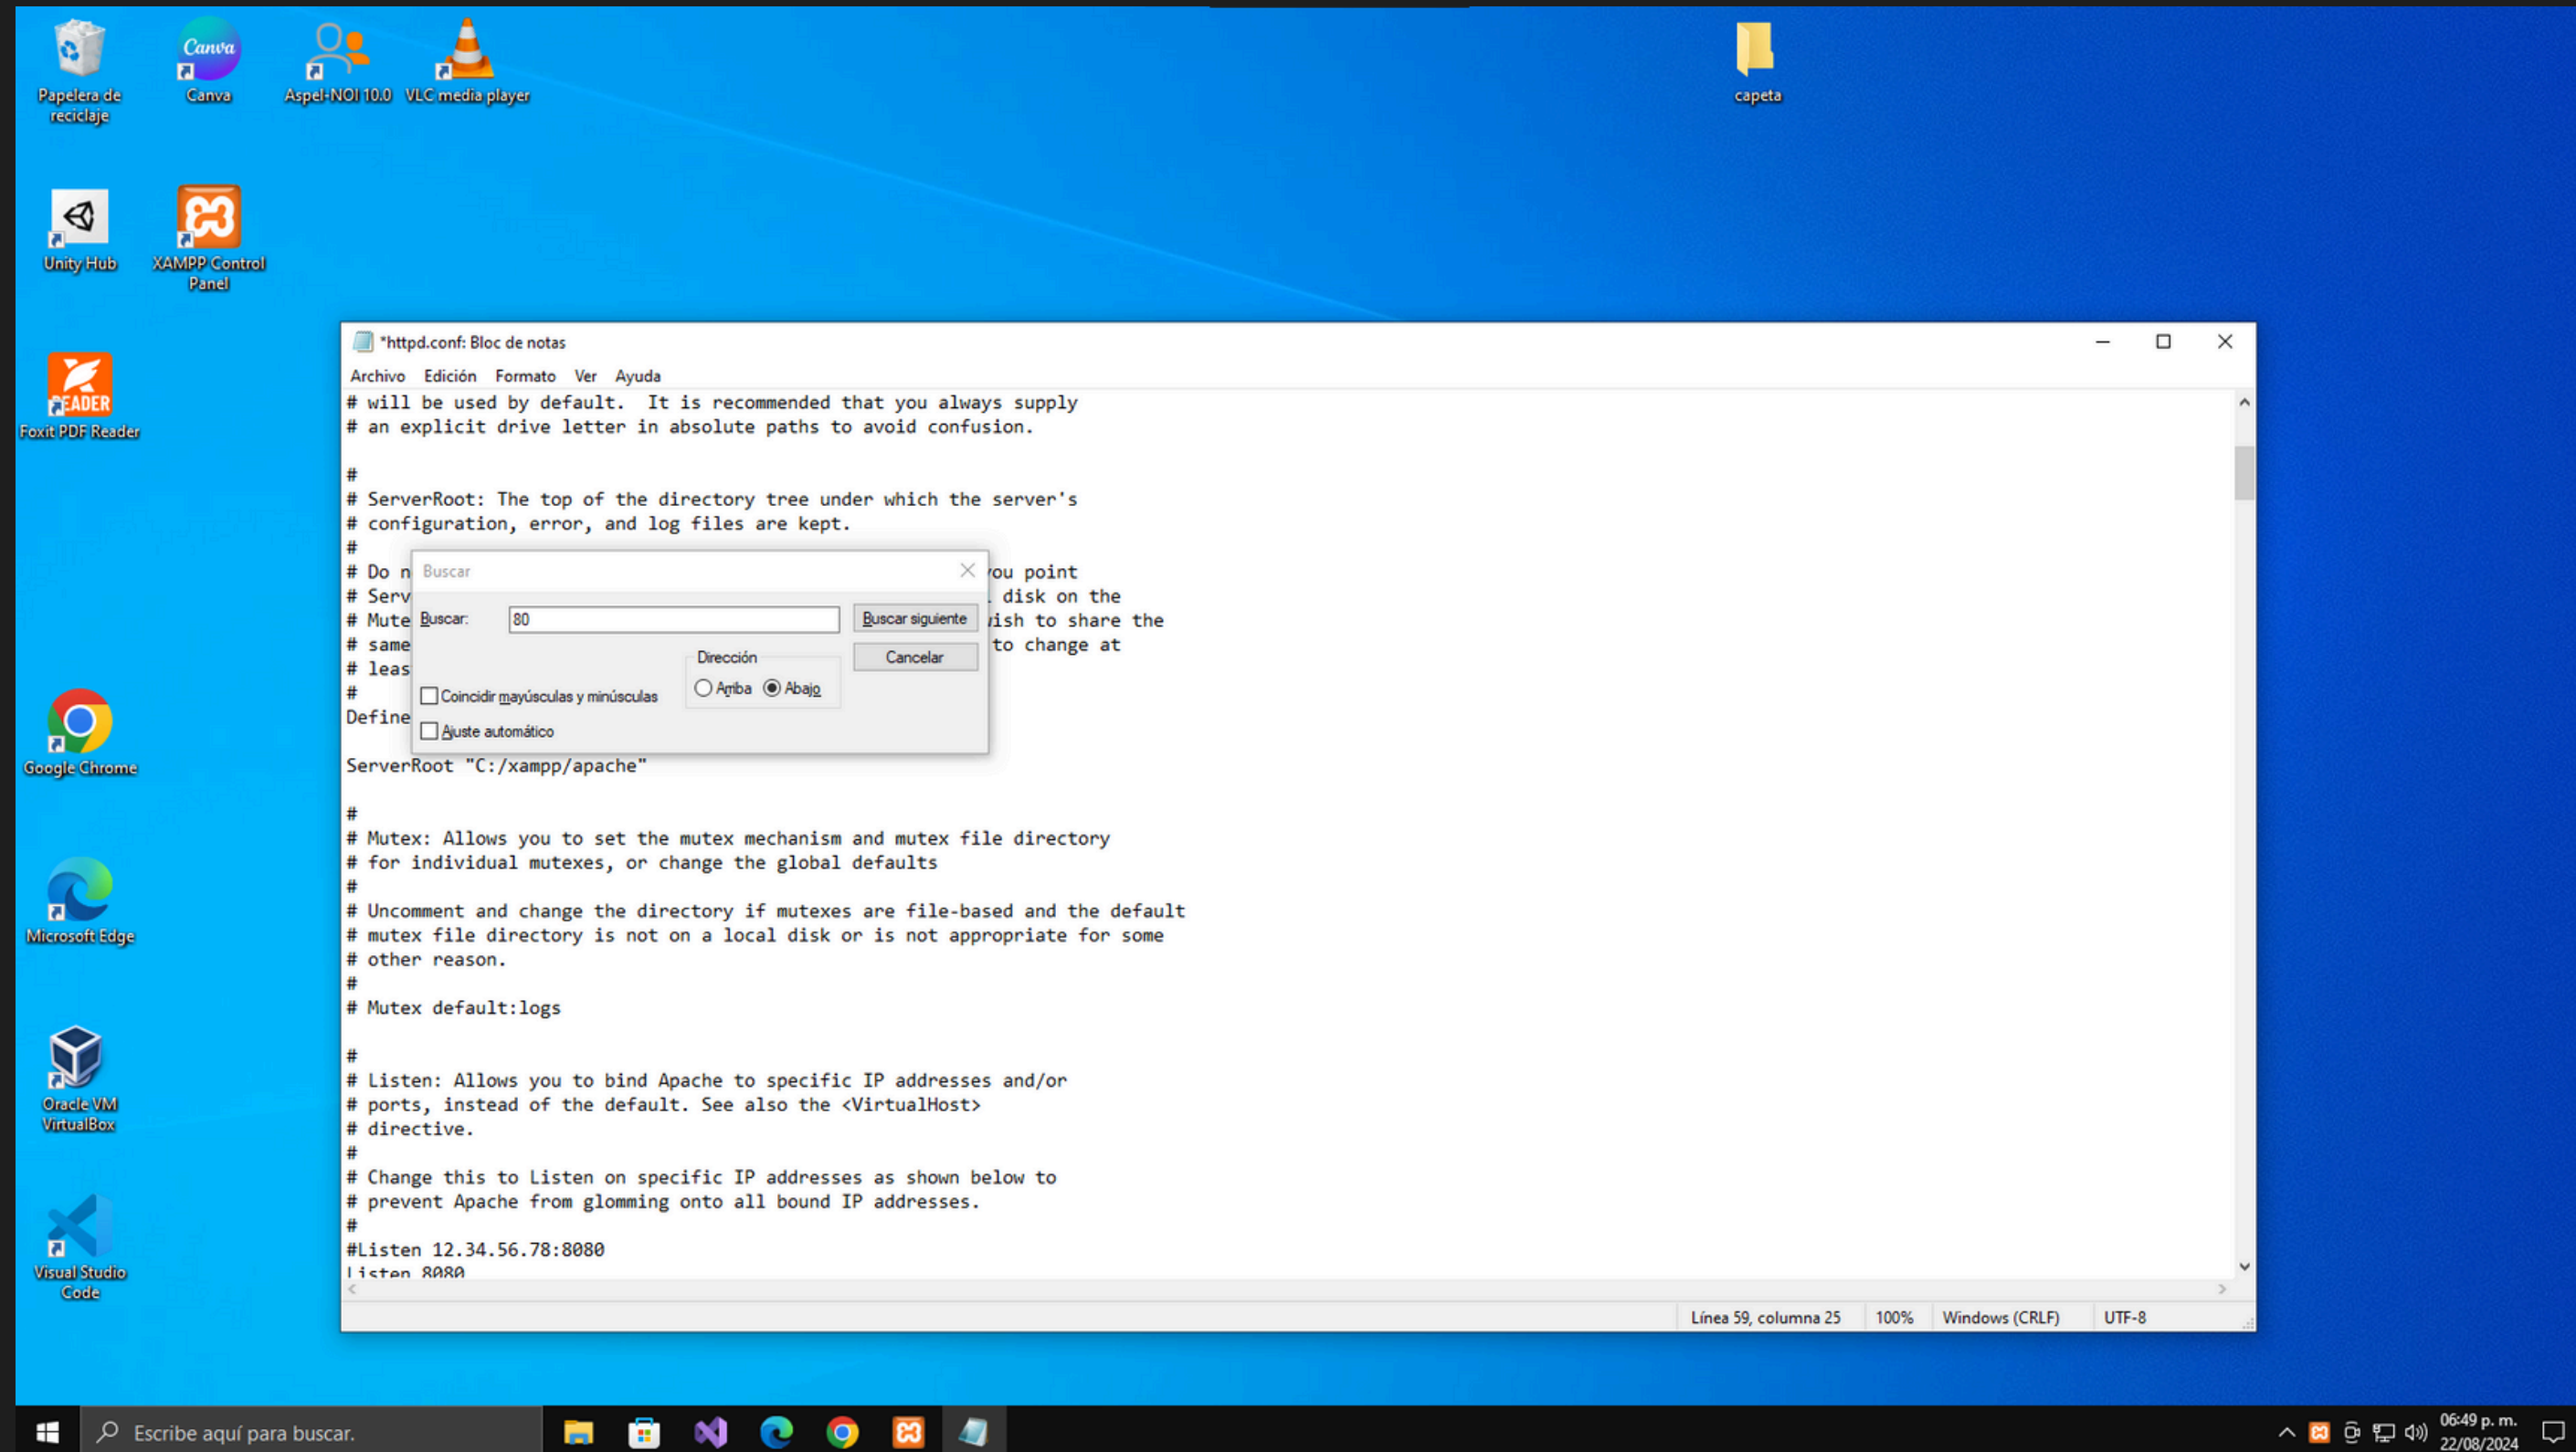 Papelera de
reciclaje
Canva
Canva
Aspel-NOI 10.0
VLC media player
capeta
Unity Hub
XAMPP Control
Panel
READER
Foxit PDF Reader
Google Chrome
Microsoft Edge
Oracle VM
VirtualBox
Visual Studio
Code
*httpd.conf: Bloc de notas
Archivo Edición Formato Ver Ayuda
# will be used by default.  It is recommended that you always supply
# an explicit drive letter in absolute paths to avoid confusion.
#
# ServerRoot: The top of the directory tree under which the server's
# configuration, error, and log files are kept.
#
# Do n
you point
# Serv
disk on the
# Mute
wish to share the
# same
to change at
# leas
#
Define
Buscar
Buscar: 80 Buscar siguiente
Dirección Cancelar
Coincidir mayúsculas y minúsculas Arriba Abajo
Ajuste automático
ServerRoot "C:/xampp/apache"
#
# Mutex: Allows you to set the mutex mechanism and mutex file directory
# for individual mutexes, or change the global defaults
#
# Uncomment and change the directory if mutexes are file-based and the default
# mutex file directory is not on a local disk or is not appropriate for some
# other reason.
#
# Mutex default:logs
#
# Listen: Allows you to bind Apache to specific IP addresses and/or
# ports, instead of the default. See also the <VirtualHost>
# directive.
#
# Change this to Listen on specific IP addresses as shown below to
# prevent Apache from glomming onto all bound IP addresses.
#
#Listen 12.34.56.78:8080
Listen 8080
Línea 59, columna 25 100% Windows (CRLF) UTF-8
Escribe aquí para buscar.
06:49 p. m.
22/08/2024